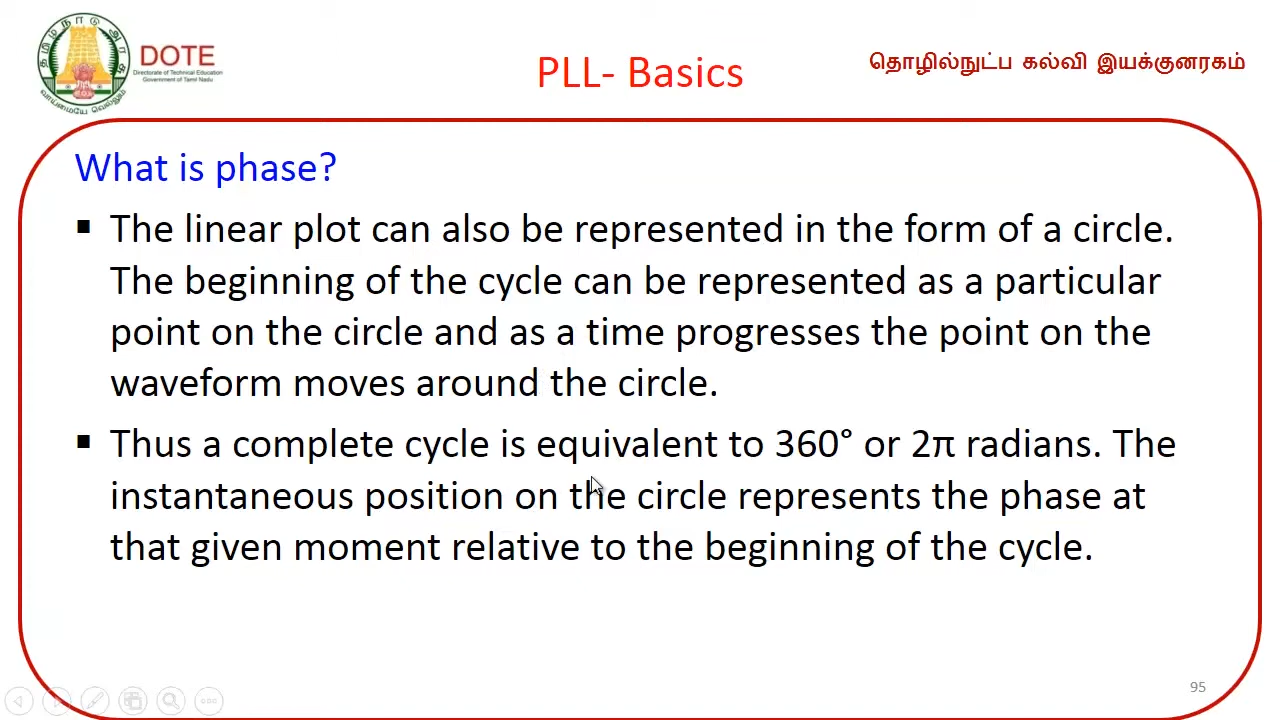 தமிழ்நாடு அரசு
வாய்மையே வெல்லும்
DOTE
Directorate of Technical Education
Government of Tamil Nadu
PLL- Basics
தொழில்நுட்ப கல்வி இயக்குனரகம்
What is phase?
▪ The linear plot can also be represented in the form of a circle.
The beginning of the cycle can be represented as a particular
point on the circle and as a time progresses the point on the
waveform moves around the circle.
▪ Thus a complete cycle is equivalent to 360° or 2π radians. The
instantaneous position on the circle represents the phase at
that given moment relative to the beginning of the cycle.
95